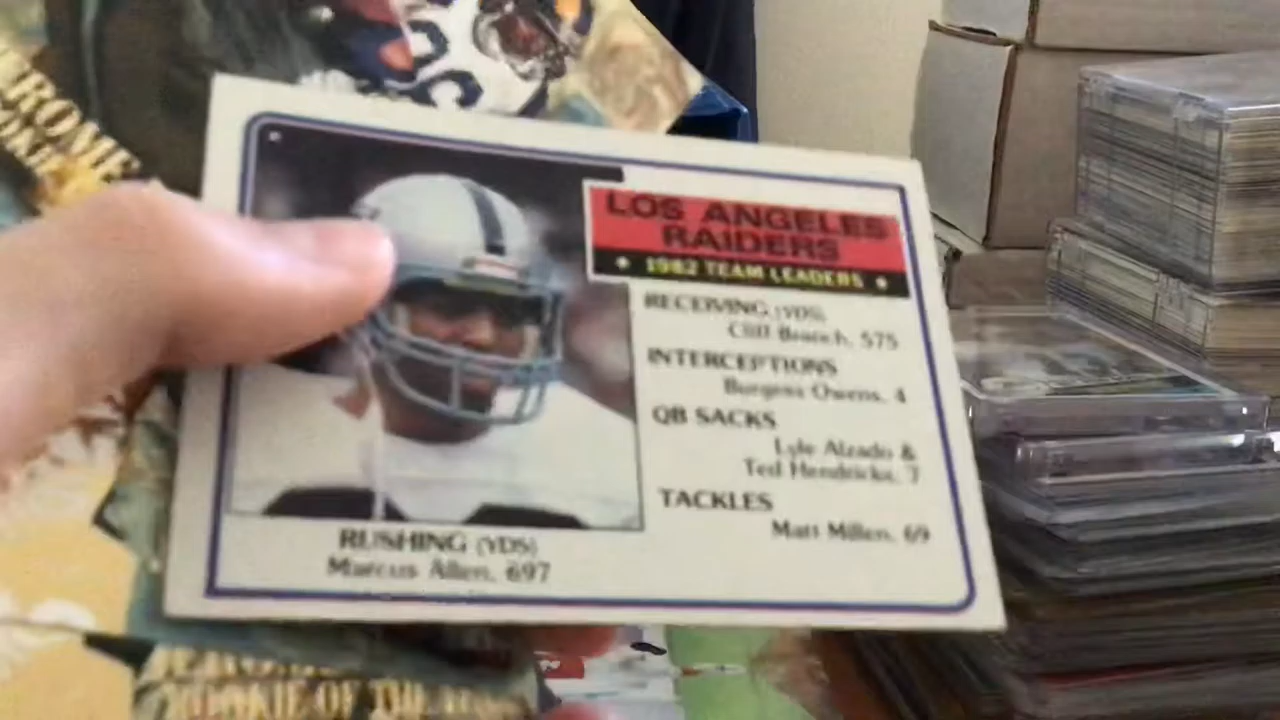 LOS ANGELES
RAIDERS
1982 TEAM LEADERS
RECEIVING (YDS)
Cliff Branch, 575
INTERCEPTIONS
Burgess Owens, 4
QB SACKS
Lyle Alzado &
Ted Hendricks, 7
TACKLES
Matt Millen, 69
RUSHING (YDS)
Marcus Allen, 697
ROOKIE OF THE